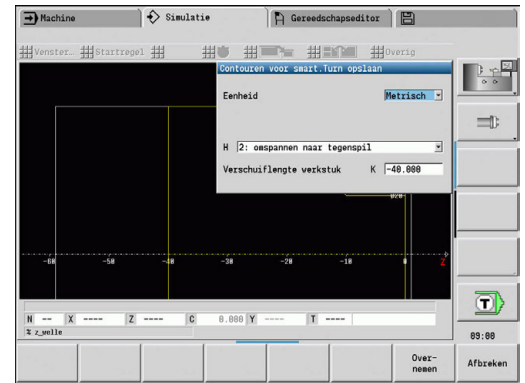 Machine Simulatie Gereedschapseditor
Venster.. Startregel Overig
Contouren voor smart.Turn opslaan
Eenheid Metrisch
H 2: omspannen naar tegenspil
Verschuiflengte werkstuk K -40.000
-60 -50 -40 -30 -20 -10 0 Z
N -- X ---- Z ---- C 0.000 Y ---- T ----
% z_welle
T
09:08
Over-
nemen Afbreken